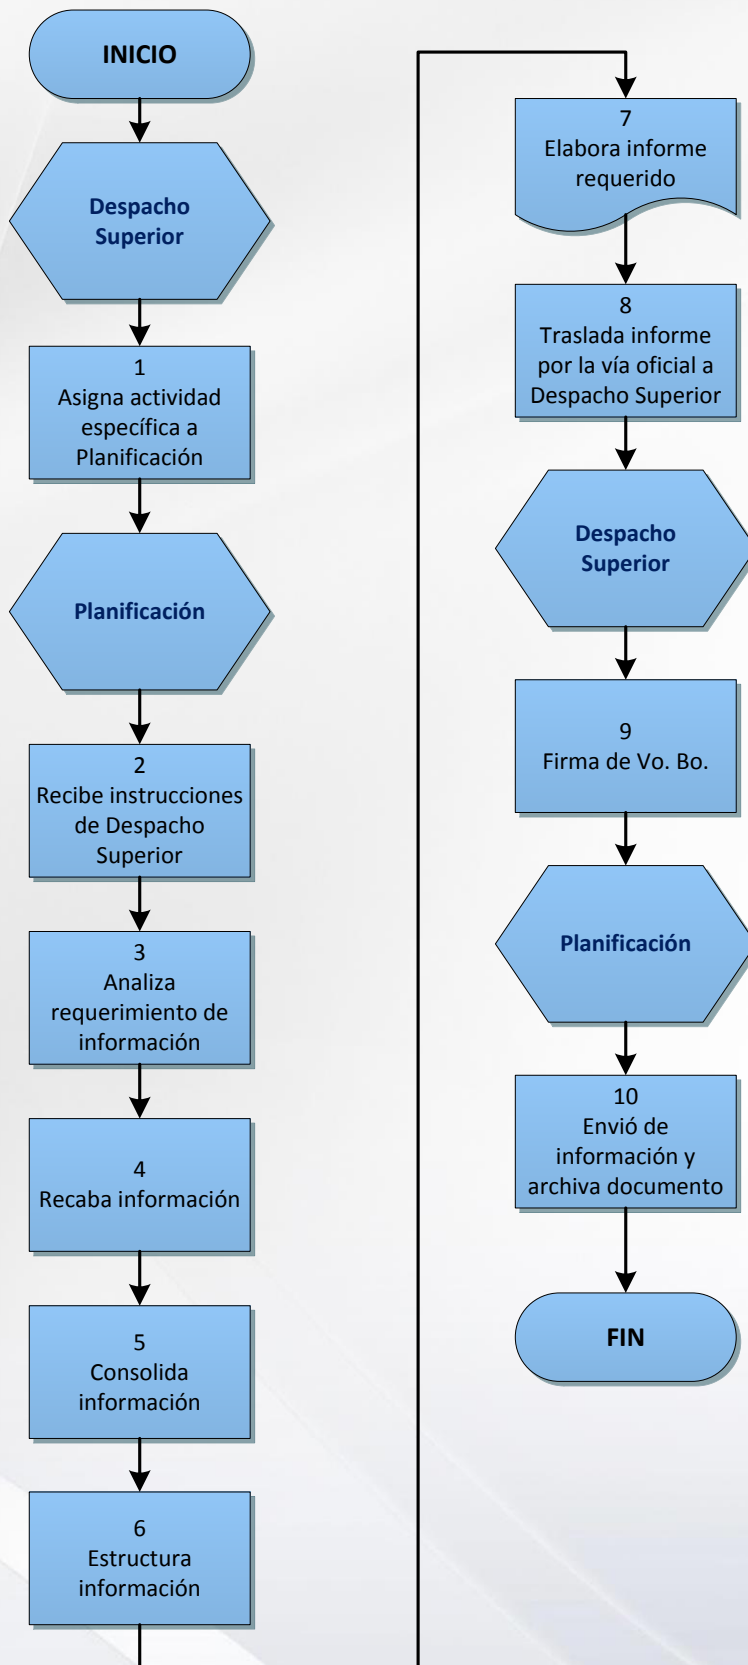 INICIO
Despacho
Superior
1
Asigna actividad
específica a
Planificación
Planificación
2
Recibe instrucciones
de Despacho
Superior
3
Analiza
requerimiento de
información
4
Recaba información
5
Consolida
información
6
Estructura
información
7
Elabora informe
requerido
8
Traslada informe
por la vía oficial a
Despacho Superior
Despacho
Superior
9
Firma de Vo. Bo.
Planificación
10
Envió de
información y
archiva documento
FIN